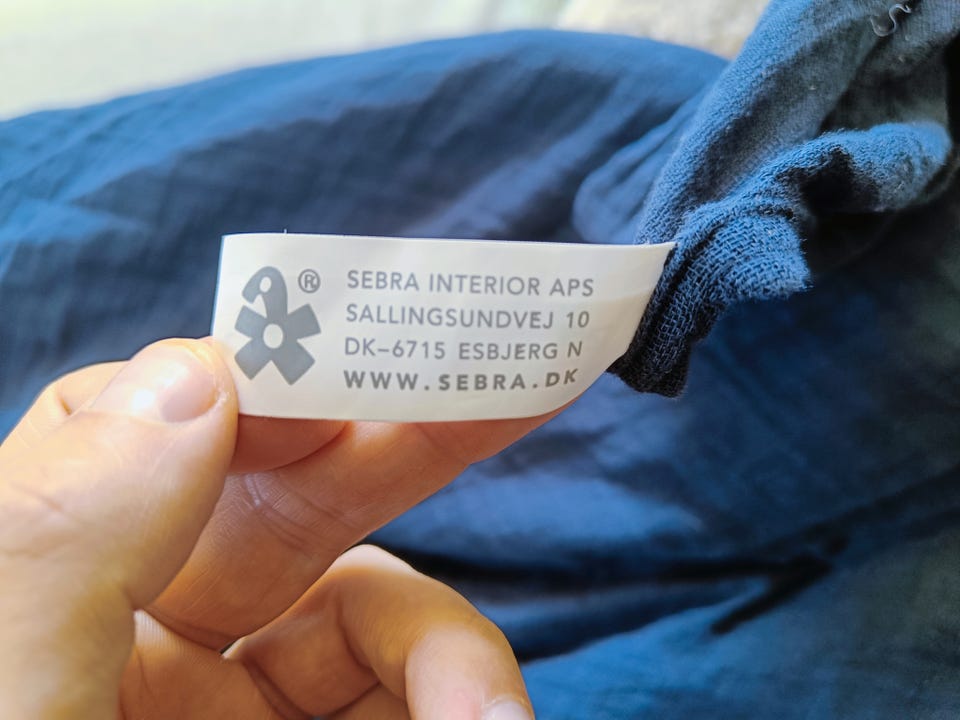 ®
SEBRA INTERIOR APS
SALLINGSUNDVEJ 10
DK-6715 ESBJERG N
WWW.SEBRA.DK